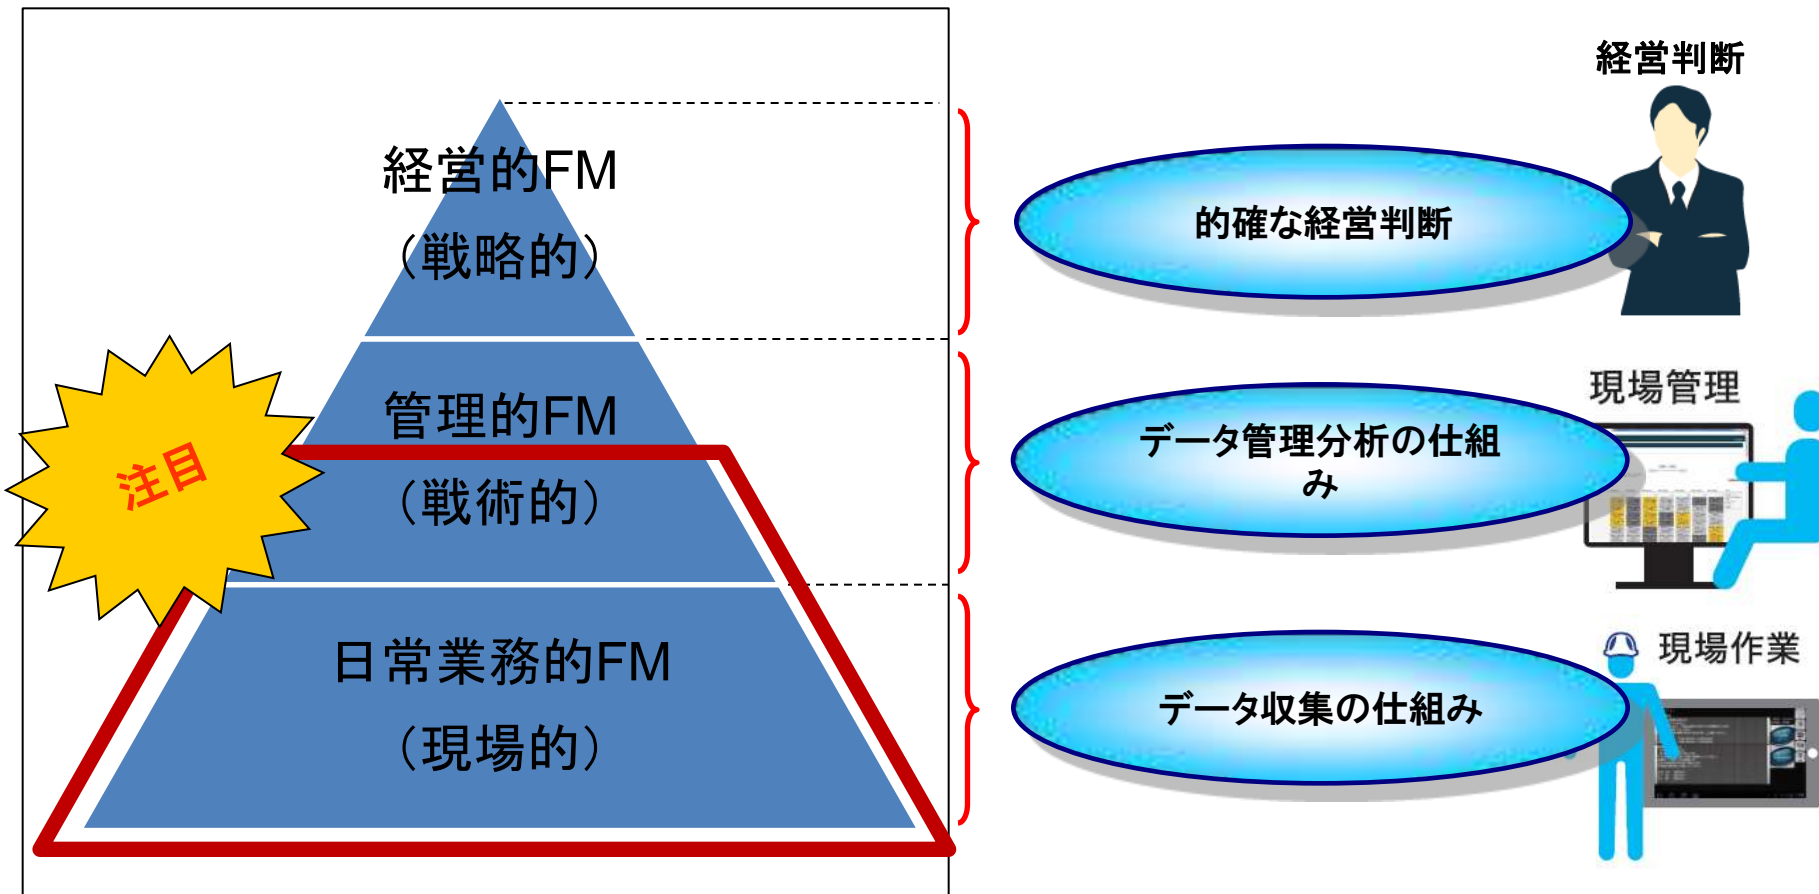 経営判断
経営的FM
（戦略的）
的確な経営判断
現場管理
管理的FM
（戦術的）
データ管理分析の仕組
み
注目
現場作業
日常業務的FM
（現場的）
データ収集の仕組み